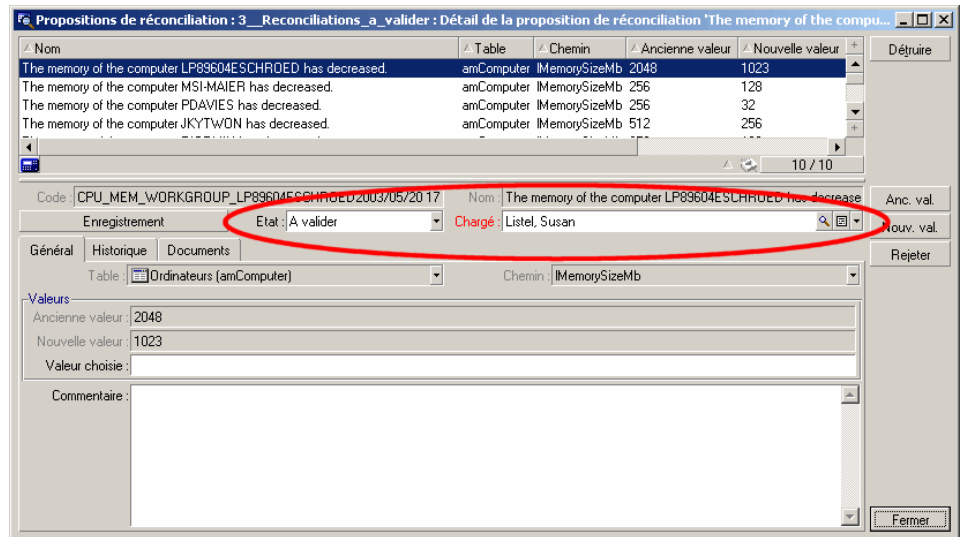 Propositions de réconciliation : 3__Reconciliations_a_valider : Détail de la proposition de réconciliation 'The memory of the compu...
Nom Table Chemin Ancienne valeur Nouvelle valeur
Détruire
The memory of the computer LP89604ESCHROED has decreased. amComputer lMemorySizeMb 2048 1023
The memory of the computer MSI-MAIER has decreased. amComputer lMemorySizeMb 256 128
The memory of the computer PDAVIES has decreased. amComputer lMemorySizeMb 256 32
The memory of the computer JKYTWON has decreased. amComputer lMemorySizeMb 512 256
10 / 10
Code : CPU_MEM_WORKGROUP_LP89604ESCHROED2003/05/20 17 Nom : The memory of the computer LP89604ESCHROED has decrease
Anc. val.
Enregistrement Etat : A valider Chargé : Listel, Susan
Nouv. val.
Général Historique Documents
Rejeter
Table : Ordinateurs (amComputer) Chemin : lMemorySizeMb
Valeurs
Ancienne valeur : 2048
Nouvelle valeur : 1023
Valeur choisie :
Commentaire :
Fermer